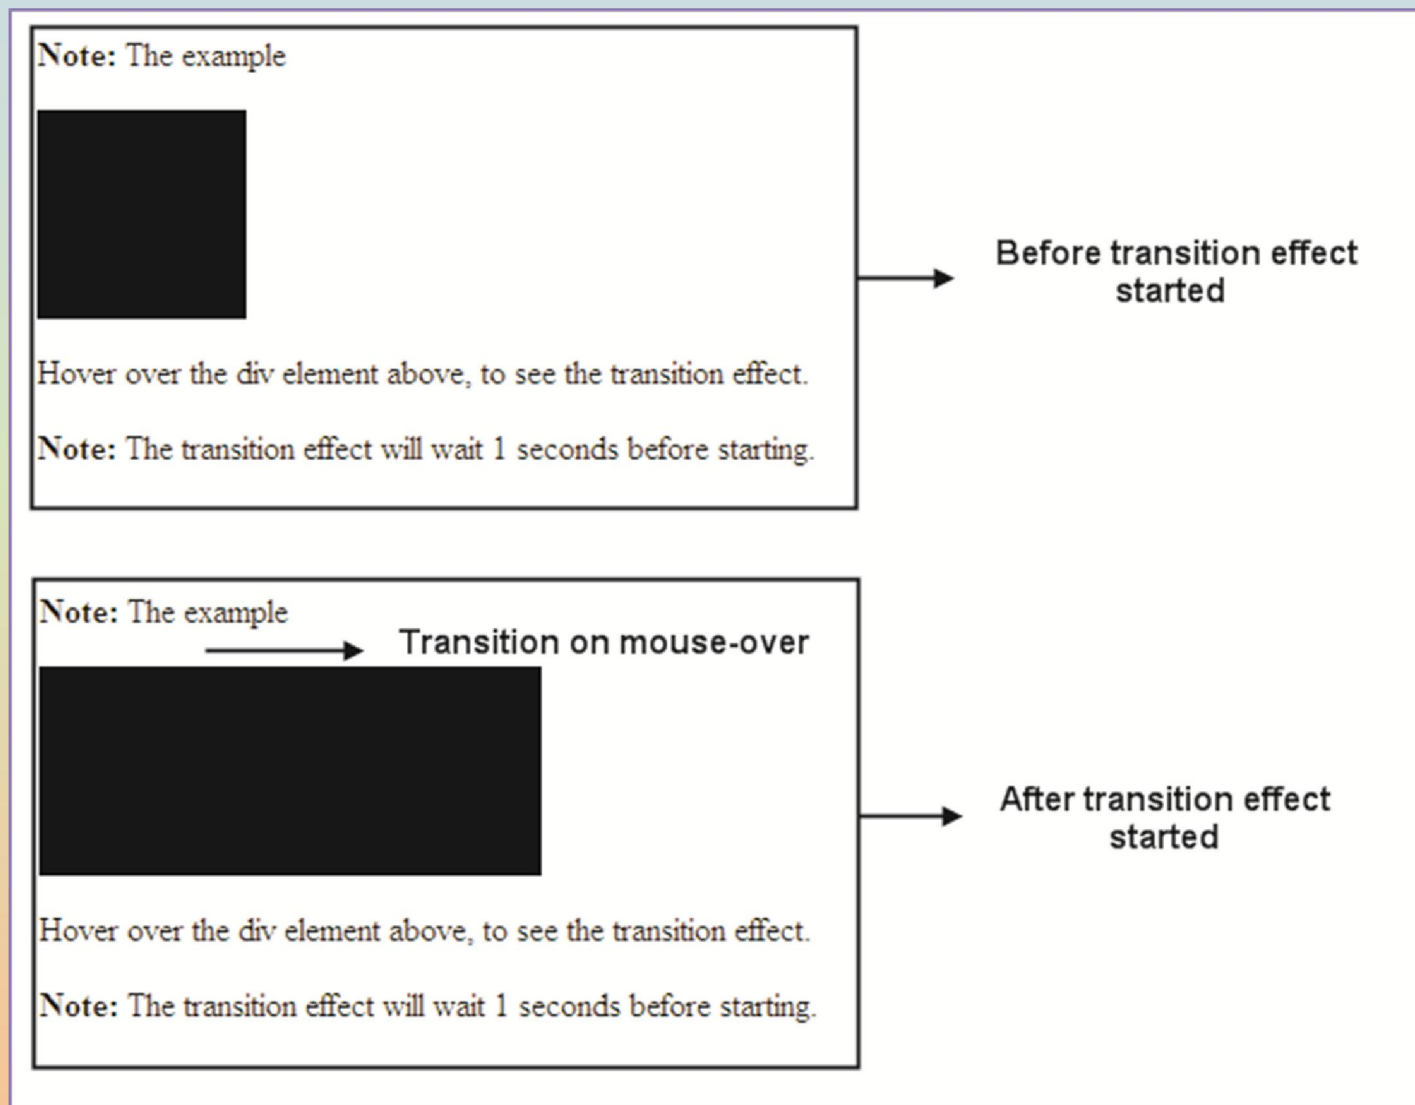 Note: The example
Before transition effect
started
Hover over the div element above, to see the transition effect.
Note: The transition effect will wait 1 seconds before starting.
Note: The example
Transition on mouse-over
After transition effect
started
Hover over the div element above, to see the transition effect.
Note: The transition effect will wait 1 seconds before starting.